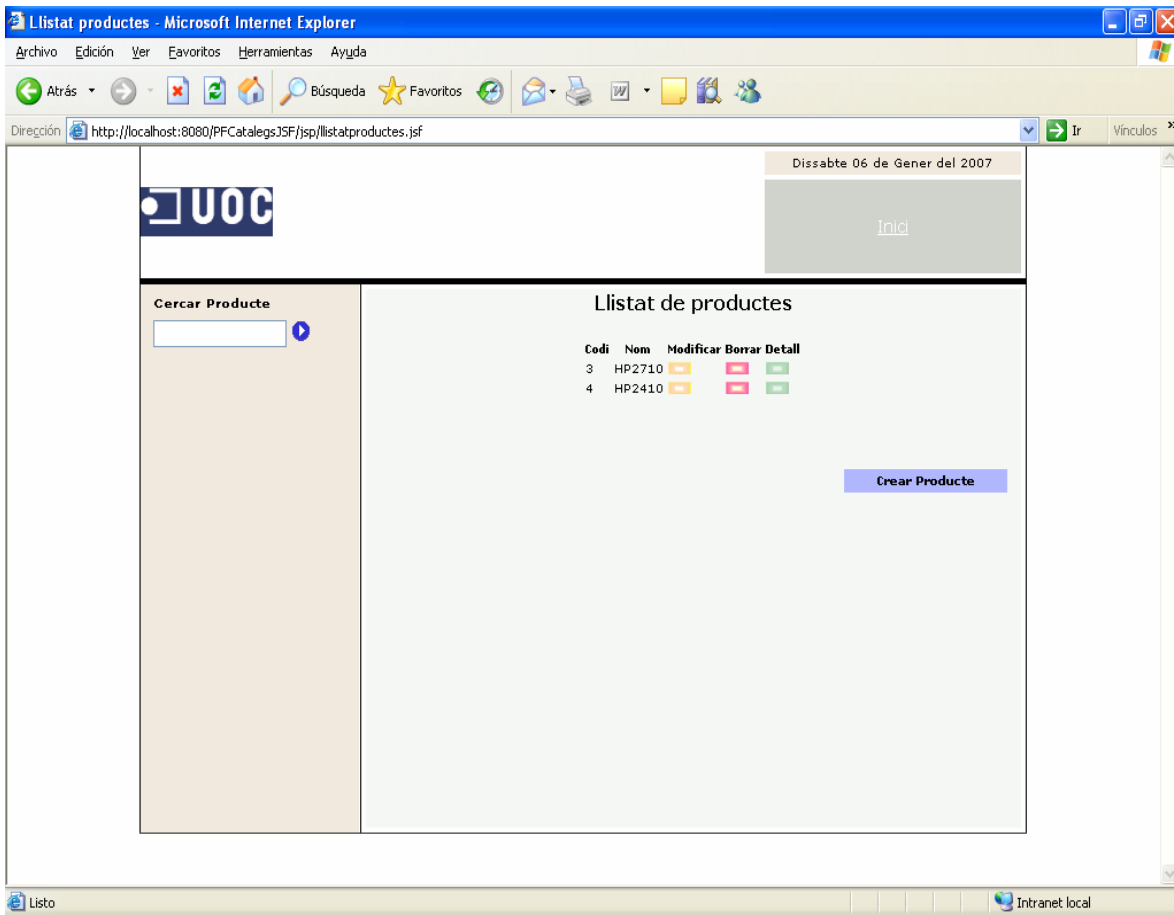 Llistat productes - Microsoft Internet Explorer
Archivo Edición Ver Favoritos Herramientas Ayuda
Atrás Búsqueda Favoritos
Dirección http://localhost:8080/PFCatalegsJSF/jsp/llistatproductes.jsf Ir Vínculos »
Dissabte 06 de Gener del 2007
UOC
Inici
Cercar Producte
Llistat de productes
Codi Nom Modificar Borrar Detall
3 HP2710
4 HP2410
Crear Producte
Listo Intranet local